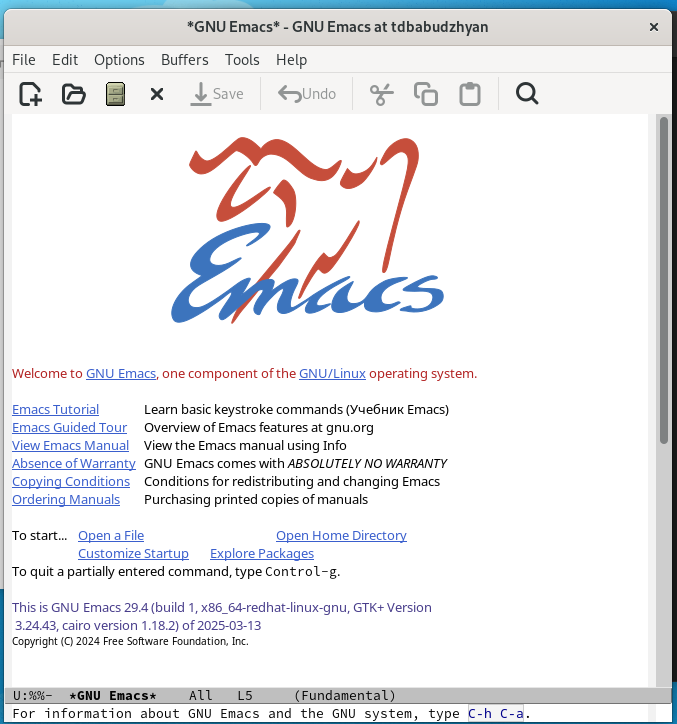 *GNU Emacs* - GNU Emacs at tdbabudzhyan
File Edit Options Buffers Tools Help
Save Undo
Emacs
Welcome to GNU Emacs, one component of the GNU/Linux operating system.
Emacs Tutorial Learn basic keystroke commands (Учебник Emacs)
Emacs Guided Tour Overview of Emacs features at gnu.org
View Emacs Manual View the Emacs manual using Info
Absence of Warranty GNU Emacs comes with ABSOLUTELY NO WARRANTY
Copying Conditions Conditions for redistributing and changing Emacs
Ordering Manuals Purchasing printed copies of manuals
To start... Open a File Open Home Directory
Customize Startup Explore Packages
To quit a partially entered command, type Control-g.
This is GNU Emacs 29.4 (build 1, x86_64-redhat-linux-gnu, GTK+ Version
3.24.43, cairo version 1.18.2) of 2025-03-13
Copyright (C) 2024 Free Software Foundation, Inc.
U:%%- *GNU Emacs* All L5 (Fundamental)
For information about GNU Emacs and the GNU system, type C-h C-a.